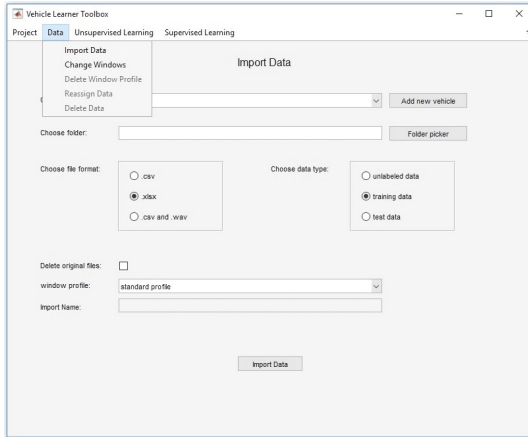 Vehicle Learner Toolbox
Project Data Unsupervised Learning Supervised Learning
Import Data
Change Windows
Delete Window Profile
Reassign Data
Delete Data
Import Data
Add new vehicle
Choose folder:
Folder picker
Choose file format:
.csv
.xlsx
.csv and .wav
Choose data type:
unlabeled data
training data
test data
Delete original files:
window profile: standard profile
Import Name:
Import Data